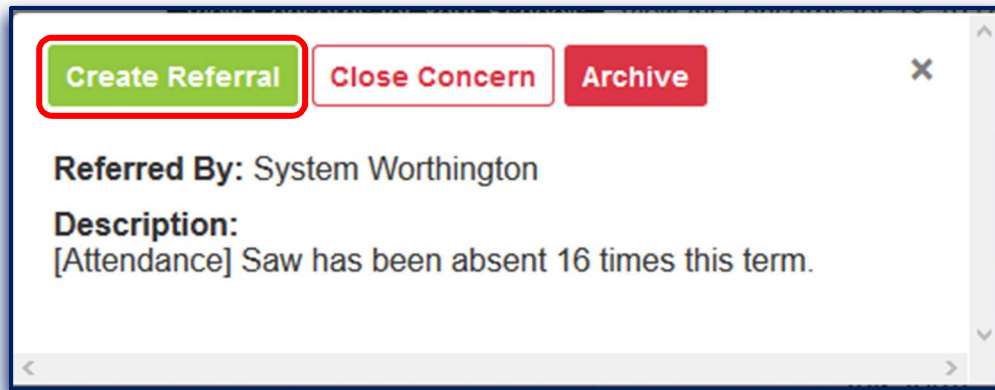 Create Referral Close Concern Archive ×
Referred By: System Worthington
Description:
[Attendance] Saw has been absent 16 times this term.